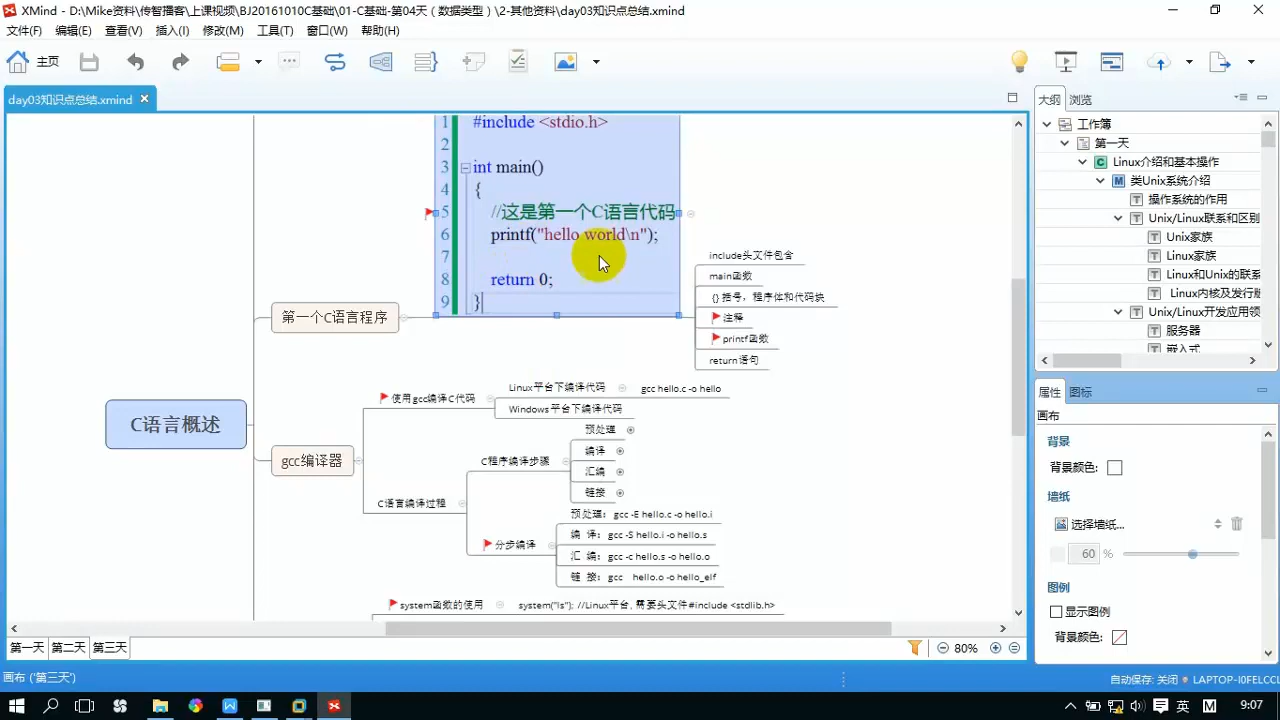 XMind - D:\Mike资料\传智播客\上课视频\BJ20161010C基础\01-C基础-第04天（数据类型）\2-其他资料\day03知识点总结.xmind
文件(F) 编辑(E) 查看(V) 插入(I) 修改(M) 工具(T) 窗口(W) 帮助(H)
主页
day03知识点总结.xmind
1 #include <stdio.h>
2
3 int main()
4 {
5 //这是第一个C语言代码
6 printf("hello world\n");
7
8 return 0;
9 }
第一个C语言程序
include头文件包含
main函数
{} 括号，程序体和代码块
注释
printf函数
return语句
C语言概述
gcc编译器
使用gcc编译C代码
Linux平台下编译代码
gcc hello.c -o hello
Windows平台下编译代码
C语言编译过程
C程序编译步骤
预处理
编译
汇编
链接
分步编译
预处理：gcc -E hello.c -o hello.i
编 译：gcc -S hello.i -o hello.s
汇 编：gcc -c hello.s -o hello.o
链 接：gcc hello.o -o hello_elf
system函数的使用
system("ls"); //Linux平台, 需要头文件#include <stdlib.h>
第一天 第二天 第三天
80%
大纲 浏览
工作簿
第一天
C Linux介绍和基本操作
M 类Unix系统介绍
T 操作系统的作用
T Unix/Linux联系和区别
T Unix家族
T Linux家族
T Linux和Unix的联系
T Linux内核及发行版
T Unix/Linux开发应用领
T 服务器
T 嵌入式
属性 图标
画布
背景
背景颜色:
墙纸
选择墙纸...
60 %
图例
显示图例
背景颜色:
画布 ('第三天')
自动保存: 关闭 LAPTOP-I0FELCCL
英 M 9:07